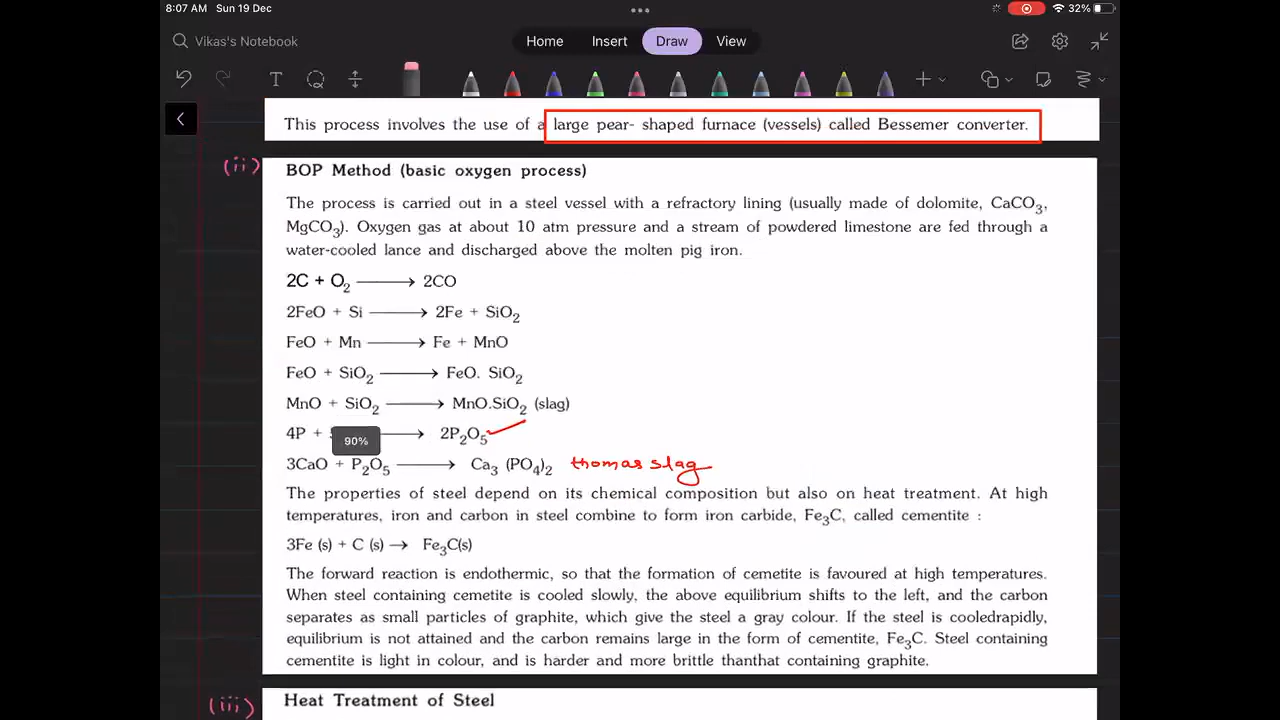 8:07 AM Sun 19 Dec
32%
Vikas's Notebook
Home Insert Draw View
This process involves the use of a large pear- shaped furnace (vessels) called Bessemer converter.
(ii)
BOP Method (basic oxygen process)
The process is carried out in a steel vessel with a refractory lining (usually made of dolomite, CaCO₃,
MgCO₃). Oxygen gas at about 10 atm pressure and a stream of powdered limestone are fed through a
water-cooled lance and discharged above the molten pig iron.
2C + O₂ ⟶ 2CO
2FeO + Si ⟶ 2Fe + SiO₂
FeO + Mn ⟶ Fe + MnO
FeO + SiO₂ ⟶ FeO. SiO₂
MnO + SiO₂ ⟶ MnO.SiO₂ (slag)
4P + ⟶ 2P₂O₅
90%
3CaO + P₂O₅ ⟶ Ca₃ (PO₄)₂ thomas slag
The properties of steel depend on its chemical composition but also on heat treatment. At high
temperatures, iron and carbon in steel combine to form iron carbide, Fe₃C, called cementite :
3Fe (s) + C (s) → Fe₃C(s)
The forward reaction is endothermic, so that the formation of cemetite is favoured at high temperatures.
When steel containing cemetite is cooled slowly, the above equilibrium shifts to the left, and the carbon
separates as small particles of graphite, which give the steel a gray colour. If the steel is cooledrapidly,
equilibrium is not attained and the carbon remains large in the form of cementite, Fe₃C. Steel containing
cementite is light in colour, and is harder and more brittle thanthat containing graphite.
(iii)
Heat Treatment of Steel